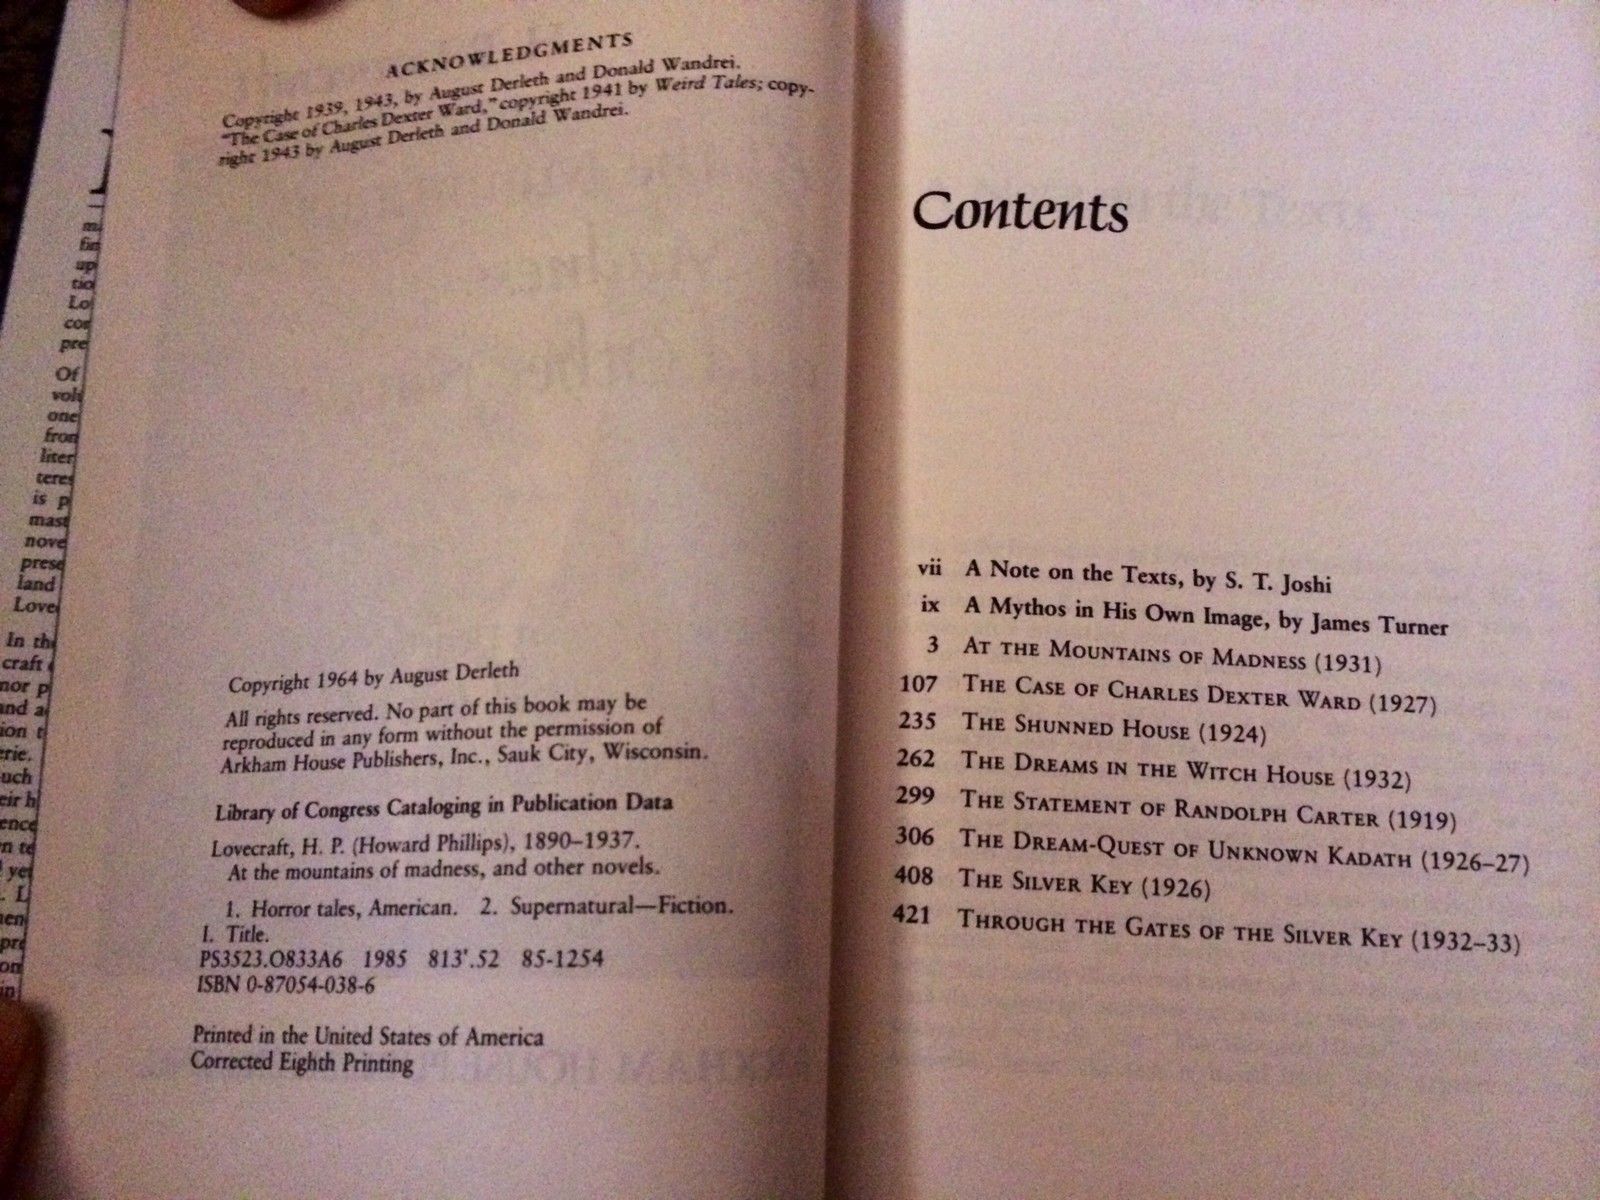 ACKNOWLEDGMENTS
Copyright 1939, 1943, by August Derleth and Donald Wandrei.
"The Case of Charles Dexter Ward," copyright 1941 by Weird Tales; copy-
right 1943 by August Derleth and Donald Wandrei.
Copyright 1964 by August Derleth
All rights reserved. No part of this book may be
reproduced in any form without the permission of
Arkham House Publishers, Inc., Sauk City, Wisconsin.
Library of Congress Cataloging in Publication Data
Lovecraft, H. P. (Howard Phillips), 1890–1937.
At the mountains of madness, and other novels.
1. Horror tales, American. 2. Supernatural—Fiction.
I. Title.
PS3523.O833A6 1985 813'.52 85-1254
ISBN 0-87054-038-6
Printed in the United States of America
Corrected Eighth Printing
Contents
vii A Note on the Texts, by S. T. Joshi
ix A Mythos in His Own Image, by James Turner
3 AT THE MOUNTAINS OF MADNESS (1931)
107 THE CASE OF CHARLES DEXTER WARD (1927)
235 THE SHUNNED HOUSE (1924)
262 THE DREAMS IN THE WITCH HOUSE (1932)
299 THE STATEMENT OF RANDOLPH CARTER (1919)
306 THE DREAM-QUEST OF UNKNOWN KADATH (1926–27)
408 THE SILVER KEY (1926)
421 THROUGH THE GATES OF THE SILVER KEY (1932–33)